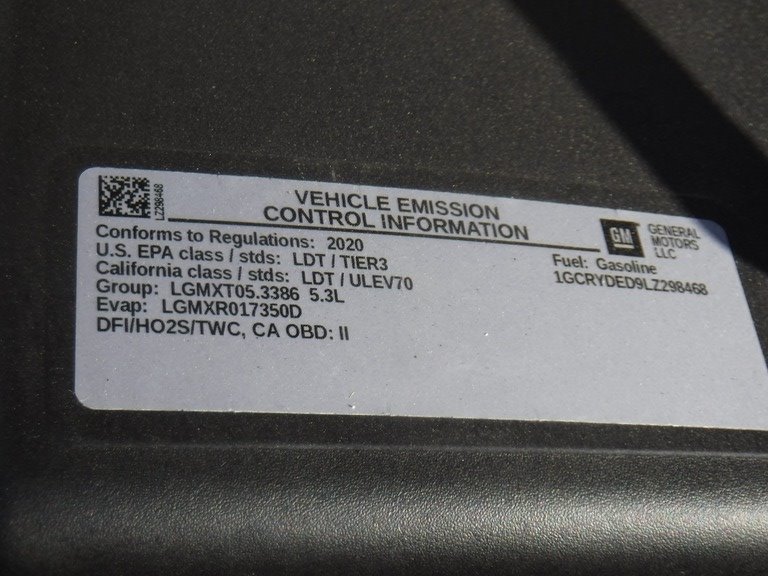 LZ298468
VEHICLE EMISSION
CONTROL INFORMATION
Conforms to Regulations: 2020
U.S. EPA class / stds: LDT / TIER3
California class / stds: LDT / ULEV70
Group: LGMXT05.3386 5.3L
Evap: LGMXR017350D
DFI/HO2S/TWC, CA OBD: II
GM
GENERAL
MOTORS
LLC
Fuel: Gasoline
1GCRYDED9LZ298468